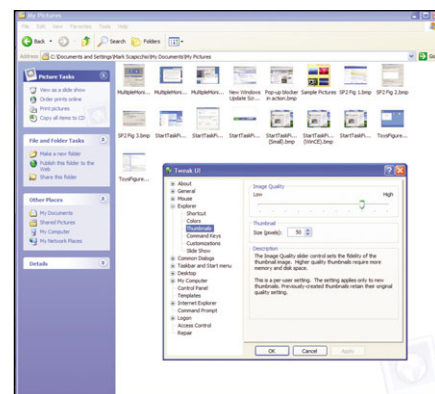 My Pictures
File Edit View Favorites Tools Help
Back Search Folders
Address C:\Documents and Settings\Mark Scapicchio\My Documents\My Pictures Go
Picture Tasks
View as a slide show
Order prints online
Print pictures
Copy all items to CD
File and Folder Tasks
Make a new folder
Publish this folder to the
Web
Share this folder
Other Places
My Documents
Shared Pictures
My Computer
My Network Places
Details
MultipleMore... MultipleMore... MultipleMore... New Windows Pop-up blocker Sample Pictures SP2 Fig 1.bmp SP2 Fig 2.bmp
Update Scr... in action.bmp
SP2 Fig 3.bmp StartTaskPi... StartTaskPi... StartTaskPi... StartTaskPi... StartTaskPi... StartTaskPi... ToysFigure...
(Small).bmp (WinCE).bmp
ToysFigure...
Tweak UI
About
General
Mouse
Explorer
Shortcut
Colors
Thumbnails
Command Keys
Customizations
Slide Show
Common Dialogs
Taskbar and Start menu
Desktop
My Computer
Control Panel
Templates
Internet Explorer
Command Prompt
Logon
Access Control
Repair
Image Quality
Low High
Thumbnail
Size (pixels): 50
Description
The Image Quality slider control sets the fidelity of the
thumbnail image. Higher quality thumbnails require more
memory and disk space.
This is a per-user setting. The setting applies only to new
thumbnails. Previously-created thumbnails retain their original
quality setting.
OK Cancel Apply